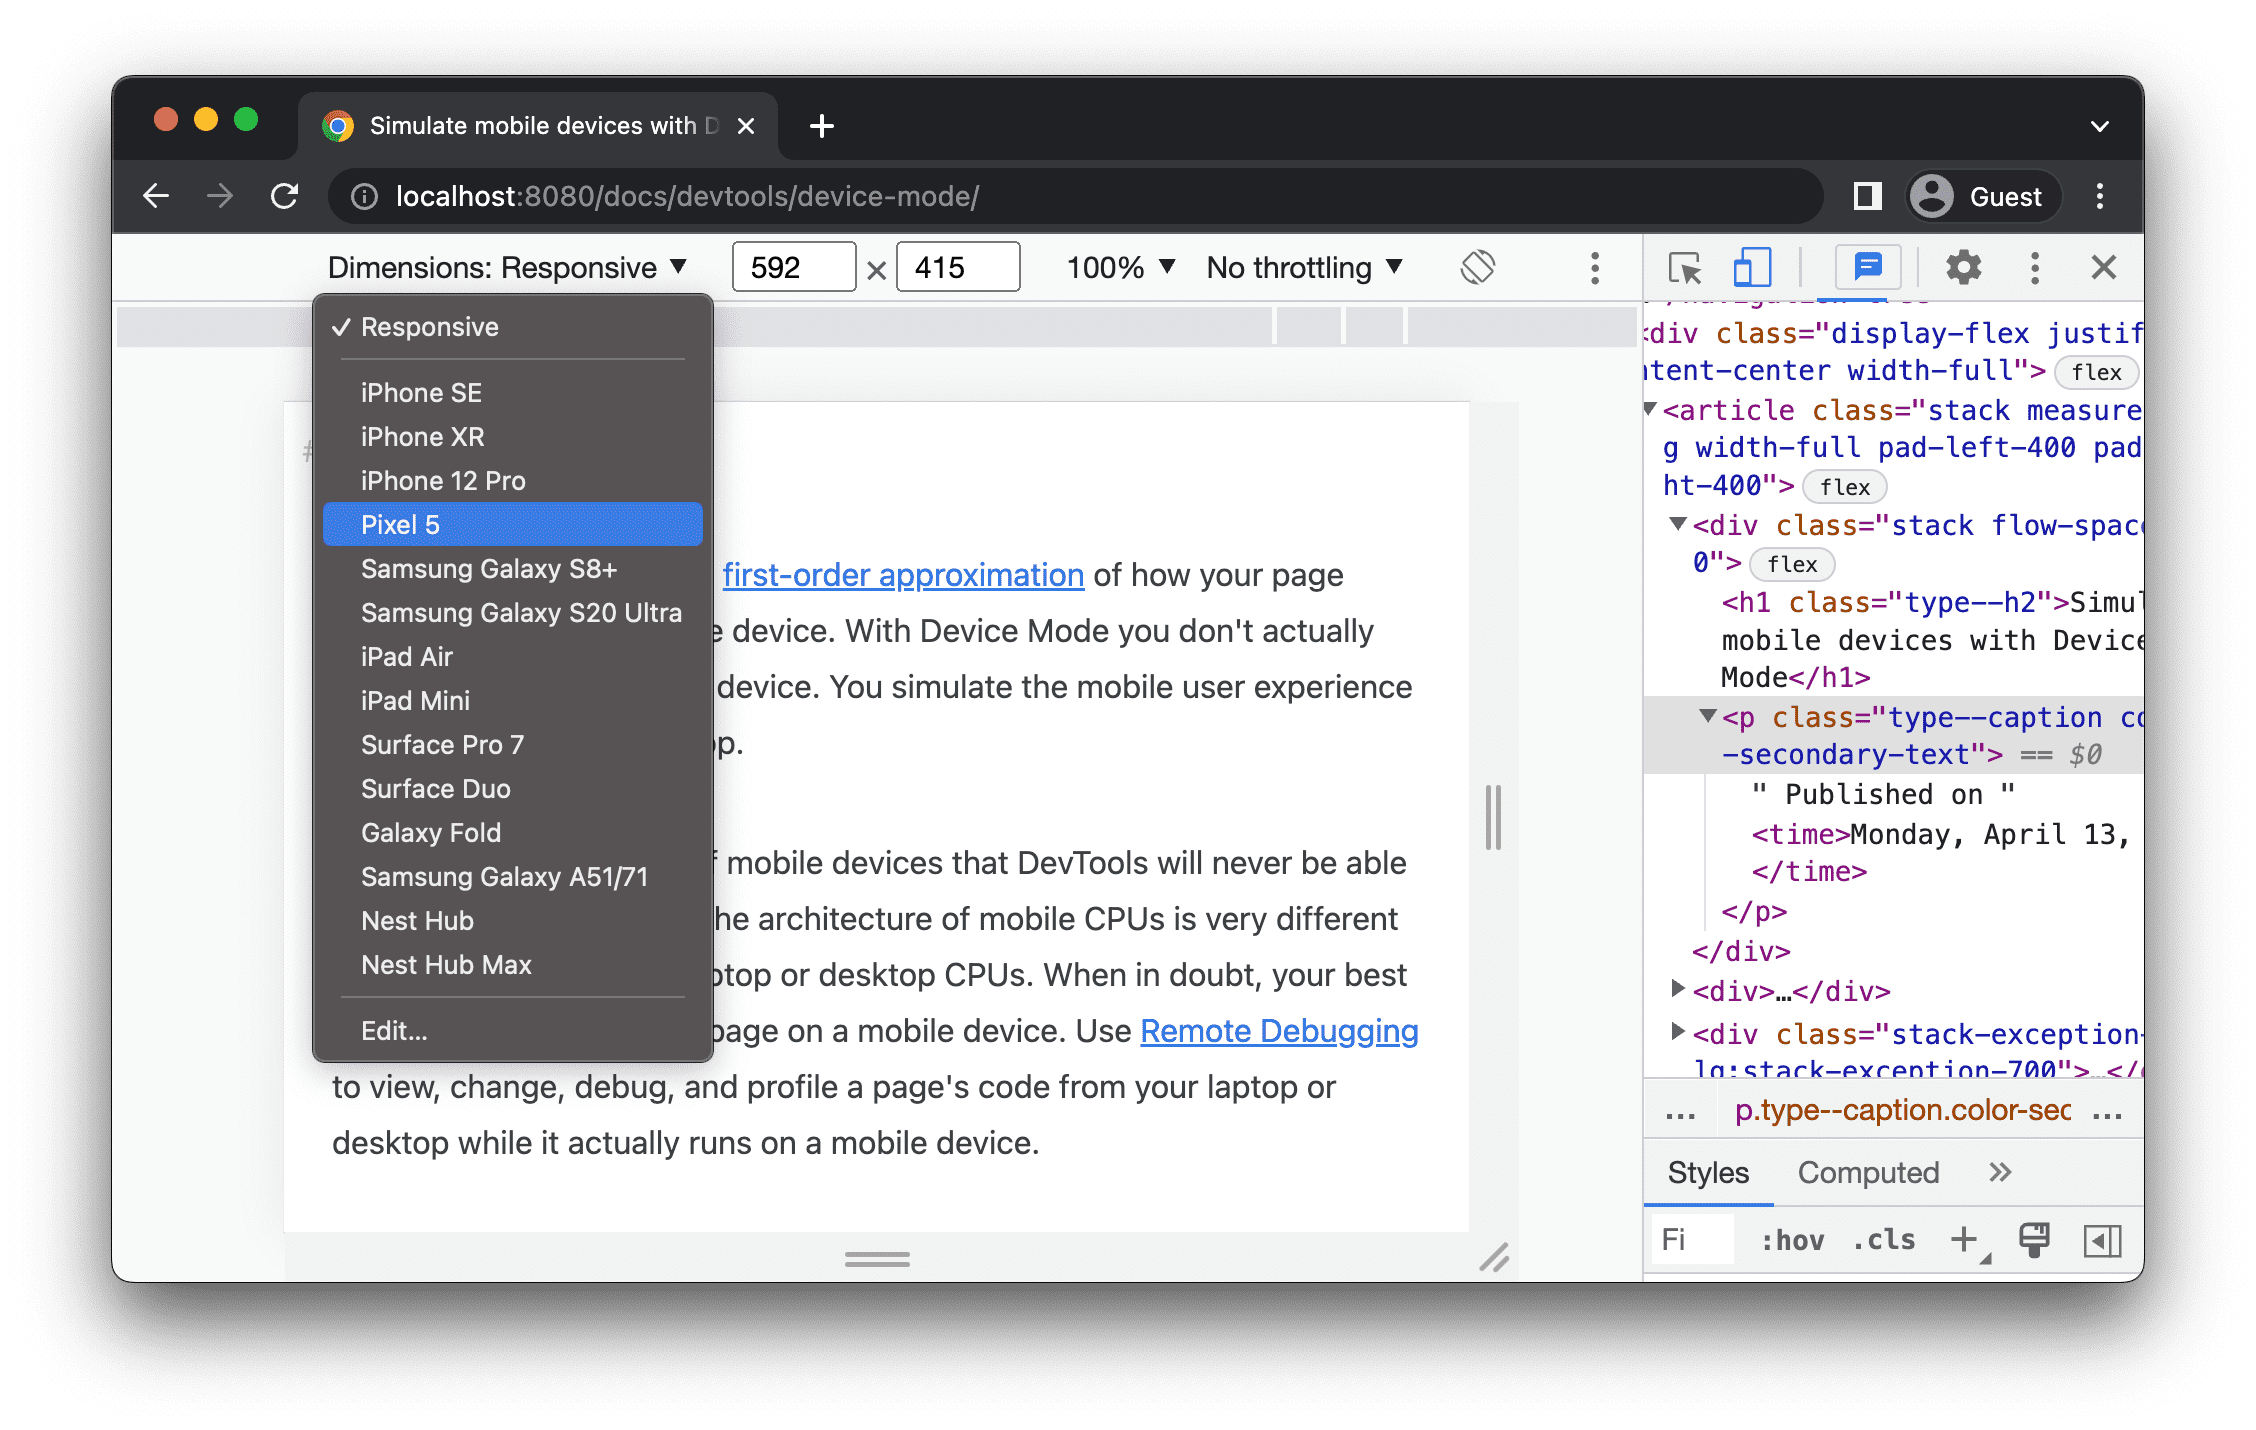 Simulate mobile devices with D
localhost:8080/docs/devtools/device-mode/
Guest
Dimensions: Responsive ▼ 592 × 415 100% ▼ No throttling ▼
✓ Responsive
iPhone SE
iPhone XR
iPhone 12 Pro
Pixel 5
Samsung Galaxy S8+
Samsung Galaxy S20 Ultra
iPad Air
iPad Mini
Surface Pro 7
Surface Duo
Galaxy Fold
Samsung Galaxy A51/71
Nest Hub
Nest Hub Max
Edit...
#
first-order approximation of how your page
device. With Device Mode you don't actually
device. You simulate the mobile user experience
op.
mobile devices that DevTools will never be able
he architecture of mobile CPUs is very different
ptop or desktop CPUs. When in doubt, your best
page on a mobile device. Use Remote Debugging
to view, change, debug, and profile a page's code from your laptop or
desktop while it actually runs on a mobile device.
div class="display-flex justif
tent-center width-full"> flex
<article class="stack measure
g width-full pad-left-400 pad
ht-400"> flex
<div class="stack flow-spac
0"> flex
<h1 class="type--h2">Simul
mobile devices with Device
Mode</h1>
<p class="type--caption co
-secondary-text"> == $0
" Published on "
<time>Monday, April 13,
</time>
</p>
</div>
<div>…</div>
<div class="stack-exception-
lg:stack-exception-700">…</
... p.type--caption.color-sec ...
Styles Computed »
Fi :hov .cls +